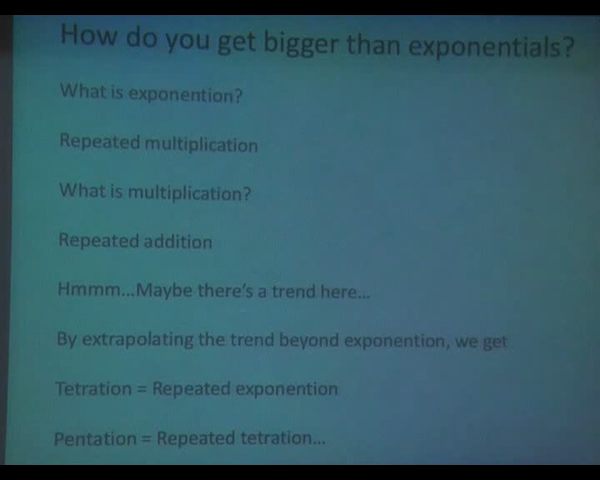 How do you get bigger than exponentials?
What is exponention?
Repeated multiplication
What is multiplication?
Repeated addition
Hmmm...Maybe there's a trend here...
By extrapolating the trend beyond exponention, we get
Tetration = Repeated exponention
Pentation = Repeated tetration...